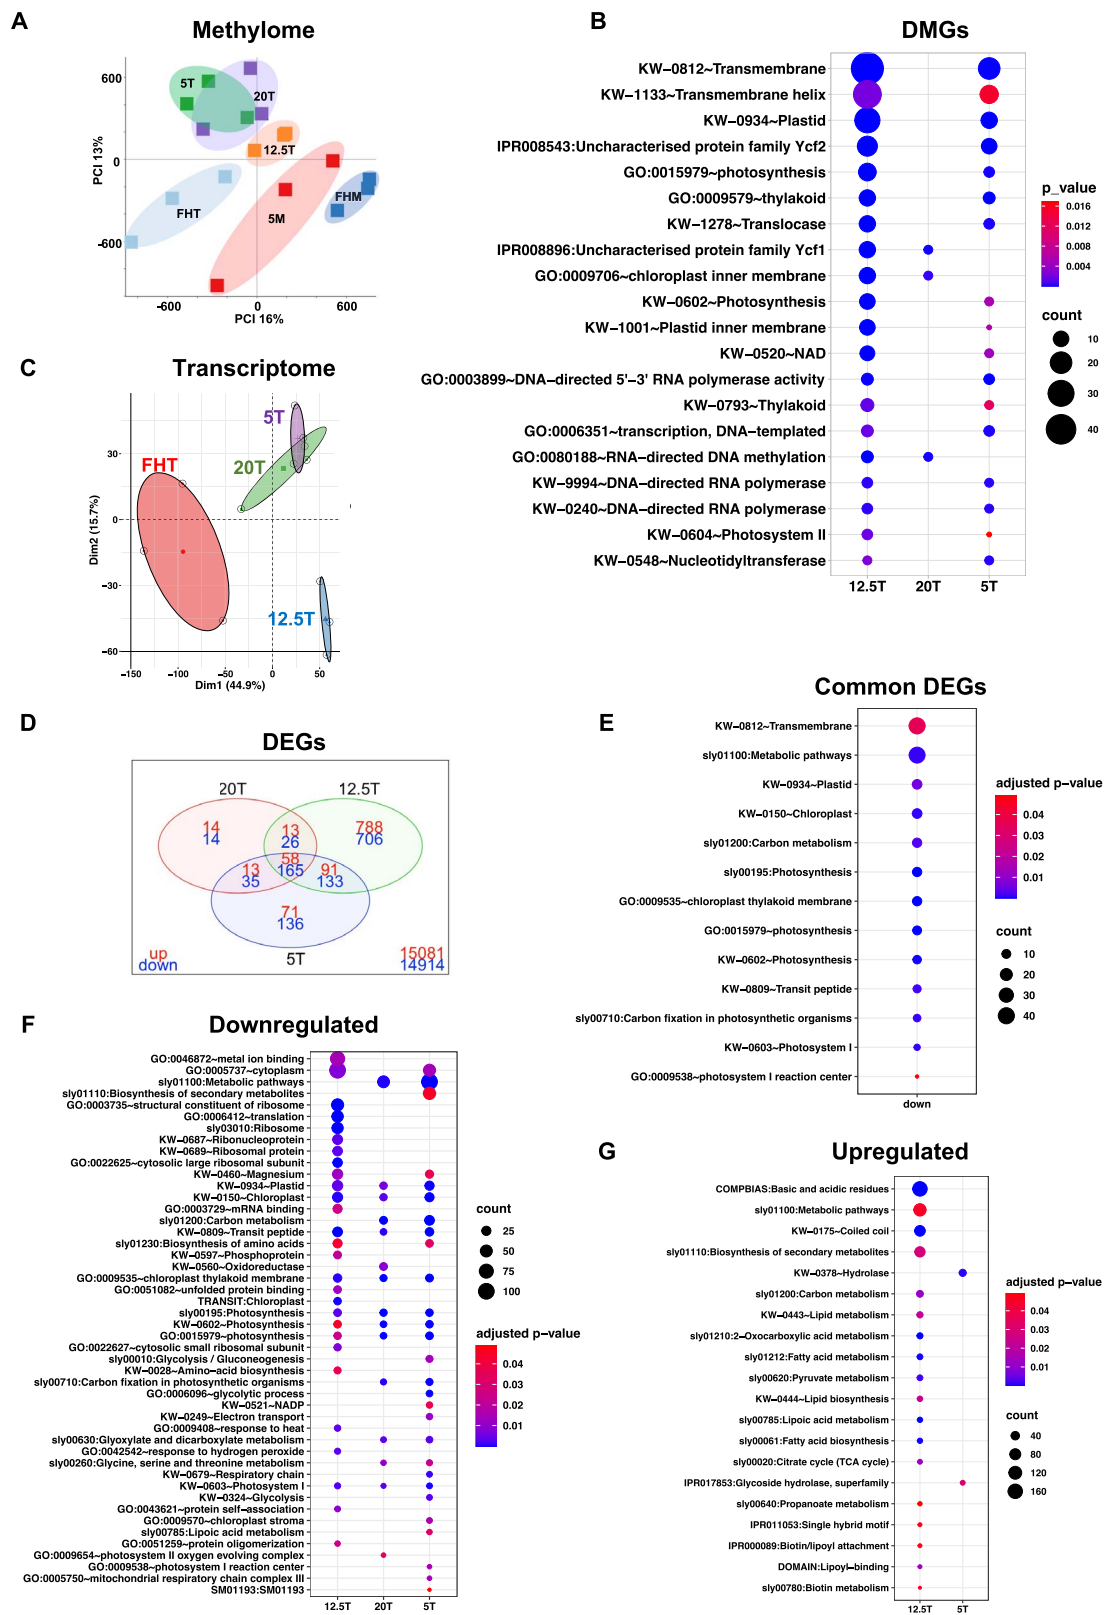 A
Methylome
600
0
-600
PCI 13%
5T
20T
12.5T
FHT
5M
FHM
-600
0
600
PCI 16%
B
DMGs
KW−0812~Transmembrane
KW−1133~Transmembrane helix
KW−0934~Plastid
IPR008543:Uncharacterised protein family Ycf2
GO:0015979~photosynthesis
GO:0009579~thylakoid
KW−1278~Translocase
IPR008896:Uncharacterised protein family Ycf1
GO:0009706~chloroplast inner membrane
KW−0602~Photosynthesis
KW−1001~Plastid inner membrane
KW−0520~NAD
GO:0003899~DNA−directed 5'−3' RNA polymerase activity
KW−0793~Thylakoid
GO:0006351~transcription, DNA−templated
GO:0080188~RNA−directed DNA methylation
KW−9994~DNA−directed RNA polymerase
KW−0240~DNA−directed RNA polymerase
KW−0604~Photosystem II
KW−0548~Nucleotidyltransferase
12.5T 20T 5T
p_value
0.016
0.012
0.008
0.004
count
10
20
30
40
C
Transcriptome
30
0
−30
−60
Dim2 (15.7%)
FHT
5T
20T
12.5T
−150 −100 −50 0 50
Dim1 (44.9%)
D
DEGs
20T 12.5T
14
14
13
26
788
706
58
165
13
35
91
133
71
136
up
down
5T
15081
14914
Common DEGs
E
KW−0812~Transmembrane
sly01100:Metabolic pathways
KW−0934~Plastid
KW−0150~Chloroplast
sly01200:Carbon metabolism
sly00195:Photosynthesis
GO:0009535~chloroplast thylakoid membrane
GO:0015979~photosynthesis
KW−0602~Photosynthesis
KW−0809~Transit peptide
sly00710:Carbon fixation in photosynthetic organisms
KW−0603~Photosystem I
GO:0009538~photosystem I reaction center
down
adjusted p−value
0.04
0.03
0.02
0.01
count
10
20
30
40
F
Downregulated
GO:0046872~metal ion binding
GO:0005737~cytoplasm
sly01100:Metabolic pathways
sly01110:Biosynthesis of secondary metabolites
GO:0003735~structural constituent of ribosome
GO:0006412~translation
sly03010:Ribosome
KW−0687~Ribonucleoprotein
KW−0689~Ribosomal protein
GO:0022625~cytosolic large ribosomal subunit
KW−0460~Magnesium
KW−0934~Plastid
KW−0150~Chloroplast
GO:0003729~mRNA binding
sly01200:Carbon metabolism
KW−0809~Transit peptide
sly01230:Biosynthesis of amino acids
KW−0597~Phosphoprotein
KW−0560~Oxidoreductase
GO:0009535~chloroplast thylakoid membrane
GO:0051082~unfolded protein binding
TRANSIT:Chloroplast
sly00195:Photosynthesis
KW−0602~Photosynthesis
GO:0015979~photosynthesis
GO:0022627~cytosolic small ribosomal subunit
sly00010:Glycolysis / Gluconeogenesis
KW−0028~Amino−acid biosynthesis
sly00710:Carbon fixation in photosynthetic organisms
GO:0006096~glycolytic process
KW−0521~NADP
KW−0249~Electron transport
GO:0009408~response to heat
sly00630:Glyoxylate and dicarboxylate metabolism
GO:0042542~response to hydrogen peroxide
sly00260:Glycine, serine and threonine metabolism
KW−0679~Respiratory chain
KW−0603~Photosystem I
KW−0324~Glycolysis
GO:0043621~protein self−association
GO:0009570~chloroplast stroma
sly00785:Lipoic acid metabolism
GO:0051259~protein oligomerization
GO:0009654~photosystem II oxygen evolving complex
GO:0009538~photosystem I reaction center
GO:0005750~mitochondrial respiratory chain complex III
SM01193:SM01193
12.5T 20T 5T
count
25
50
75
100
adjusted p−value
0.04
0.03
0.02
0.01
G
Upregulated
COMPBIAS:Basic and acidic residues
sly01100:Metabolic pathways
KW−0175~Coiled coil
sly01110:Biosynthesis of secondary metabolites
KW−0378~Hydrolase
sly01200:Carbon metabolism
KW−0443~Lipid metabolism
sly01210:2−Oxocarboxylic acid metabolism
sly01212:Fatty acid metabolism
sly00620:Pyruvate metabolism
KW−0444~Lipid biosynthesis
sly00785:Lipoic acid metabolism
sly00061:Fatty acid biosynthesis
sly00020:Citrate cycle (TCA cycle)
IPR017853:Glycoside hydrolase, superfamily
sly00640:Propanoate metabolism
IPR011053:Single hybrid motif
IPR000089:Biotin/lipoyl attachment
DOMAIN:Lipoyl−binding
sly00780:Biotin metabolism
12.5T 5T
adjusted p−value
0.04
0.03
0.02
0.01
count
40
80
120
160